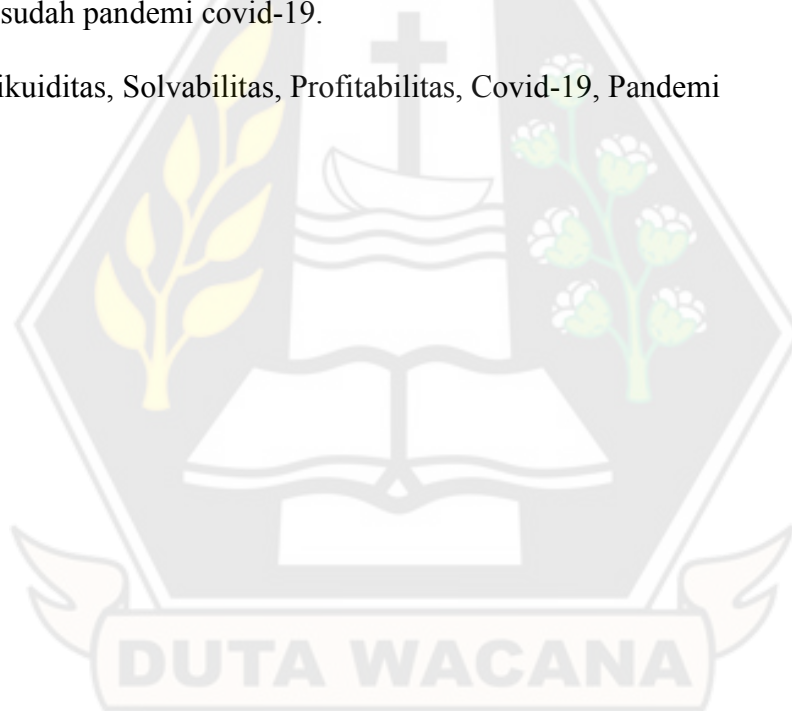 sudah pandemi covid-19.
ikuiditas, Solvabilitas, Profitabilitas, Covid-19, Pandemi
DUTA WACANA